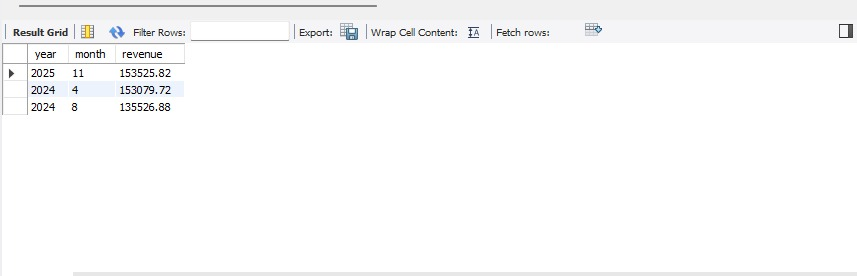 Result Grid Filter Rows: Export: Wrap Cell Content: Fetch rows:
year month revenue
2025 11 153525.82
2024 4 153079.72
2024 8 135526.88